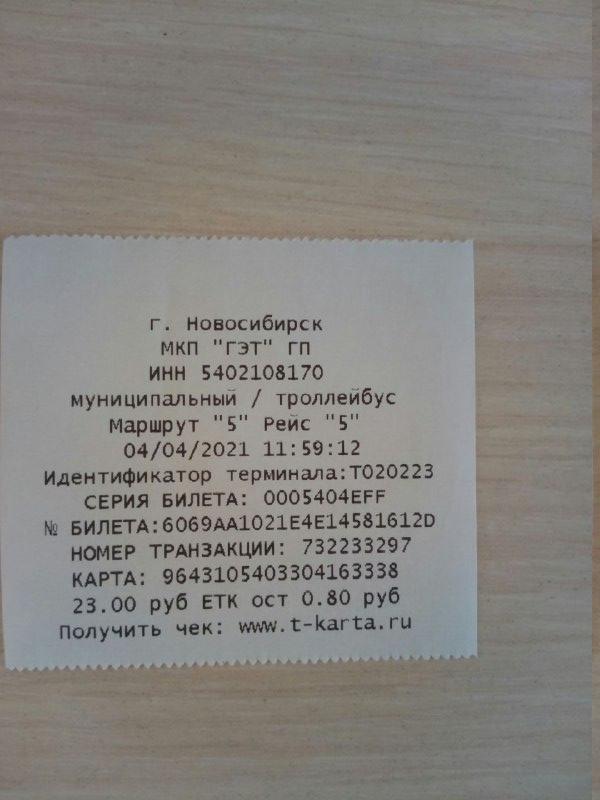 г. Новосибирск
МКП "ГЭТ" ГП
ИНН 5402108170
муниципальный / троллейбус
Маршрут "5" Рейс "5"
04/04/2021 11:59:12
Идентификатор терминала:T020223
СЕРИЯ БИЛЕТА: 0005404EFF
№ БИЛЕТА:6069AA1021E4E14581612D
НОМЕР ТРАНЗАКЦИИ: 732233297
КАРТА: 9643105403304163338
23.00 руб ЕТК ост 0.80 руб
Получить чек: www.t-karta.ru